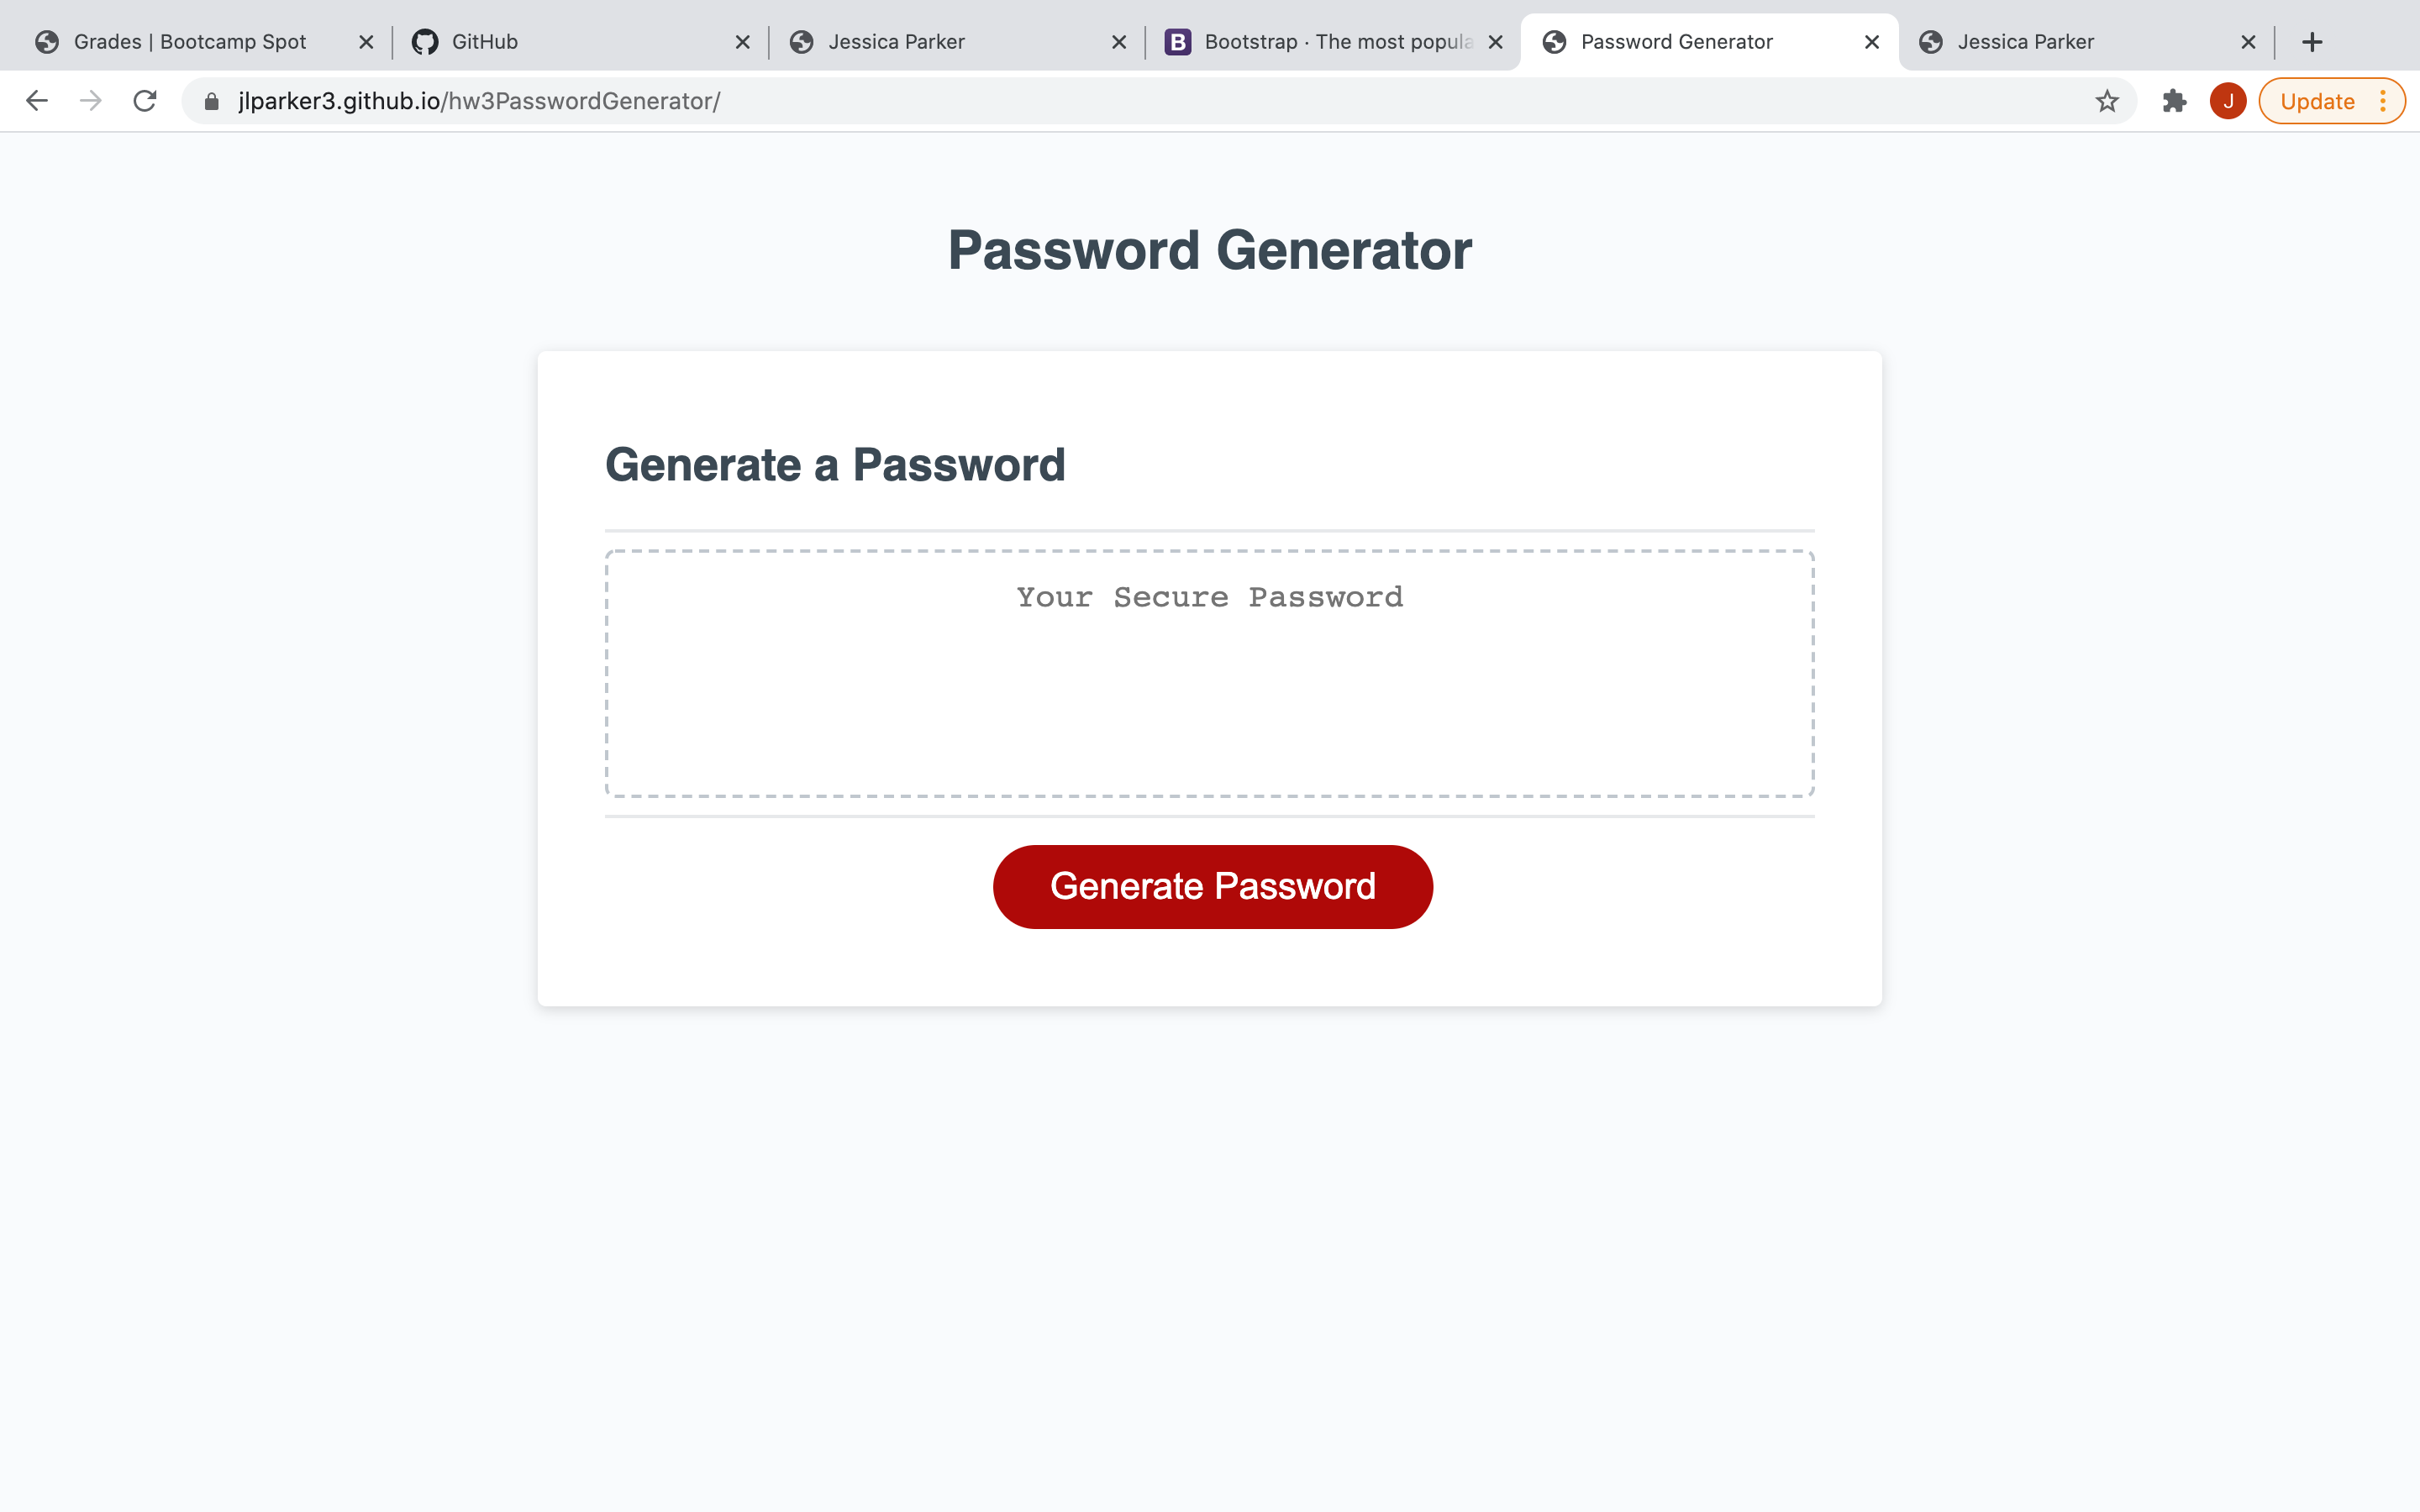 Grades | Bootcamp Spot
GitHub
Jessica Parker
Bootstrap · The most popula
Password Generator
Jessica Parker
jlparker3.github.io/hw3PasswordGenerator/
J
Update
Password Generator
Generate a Password
Your Secure Password
Generate Password